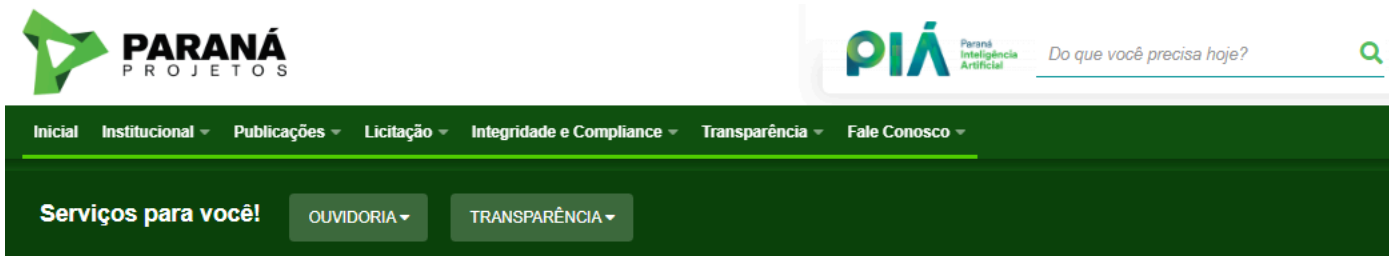 PARANÁ
PROJETOS
PIÁ
Paraná
Inteligência
Artificial
Do que você precisa hoje?
Inicial Institucional Publicações Licitação Integridade e Compliance Transparência Fale Conosco
Serviços para você! OUVIDORIA TRANSPARÊNCIA